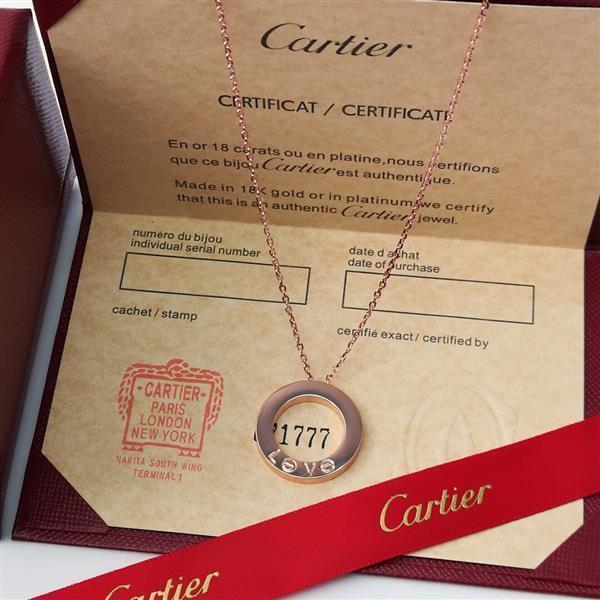 Cartier
CERTIFICAT / CERTIFICATE
En or 18 carats ou en platine,nous certifions
que ce bijou Cartier est authentique.
Made in 18K gold or in platinum,we certify
that this is an authentic Cartier jewel.
numéro du bijou
individual serial number
date d'achat
date of purchase
cachet / stamp
certifié exact / certified by
CARTIER
PARIS
LONDON
NEW YORK
NARITA SOUTH WING
TERMINAL 1
1777
LOVE
Cartier
Cartier